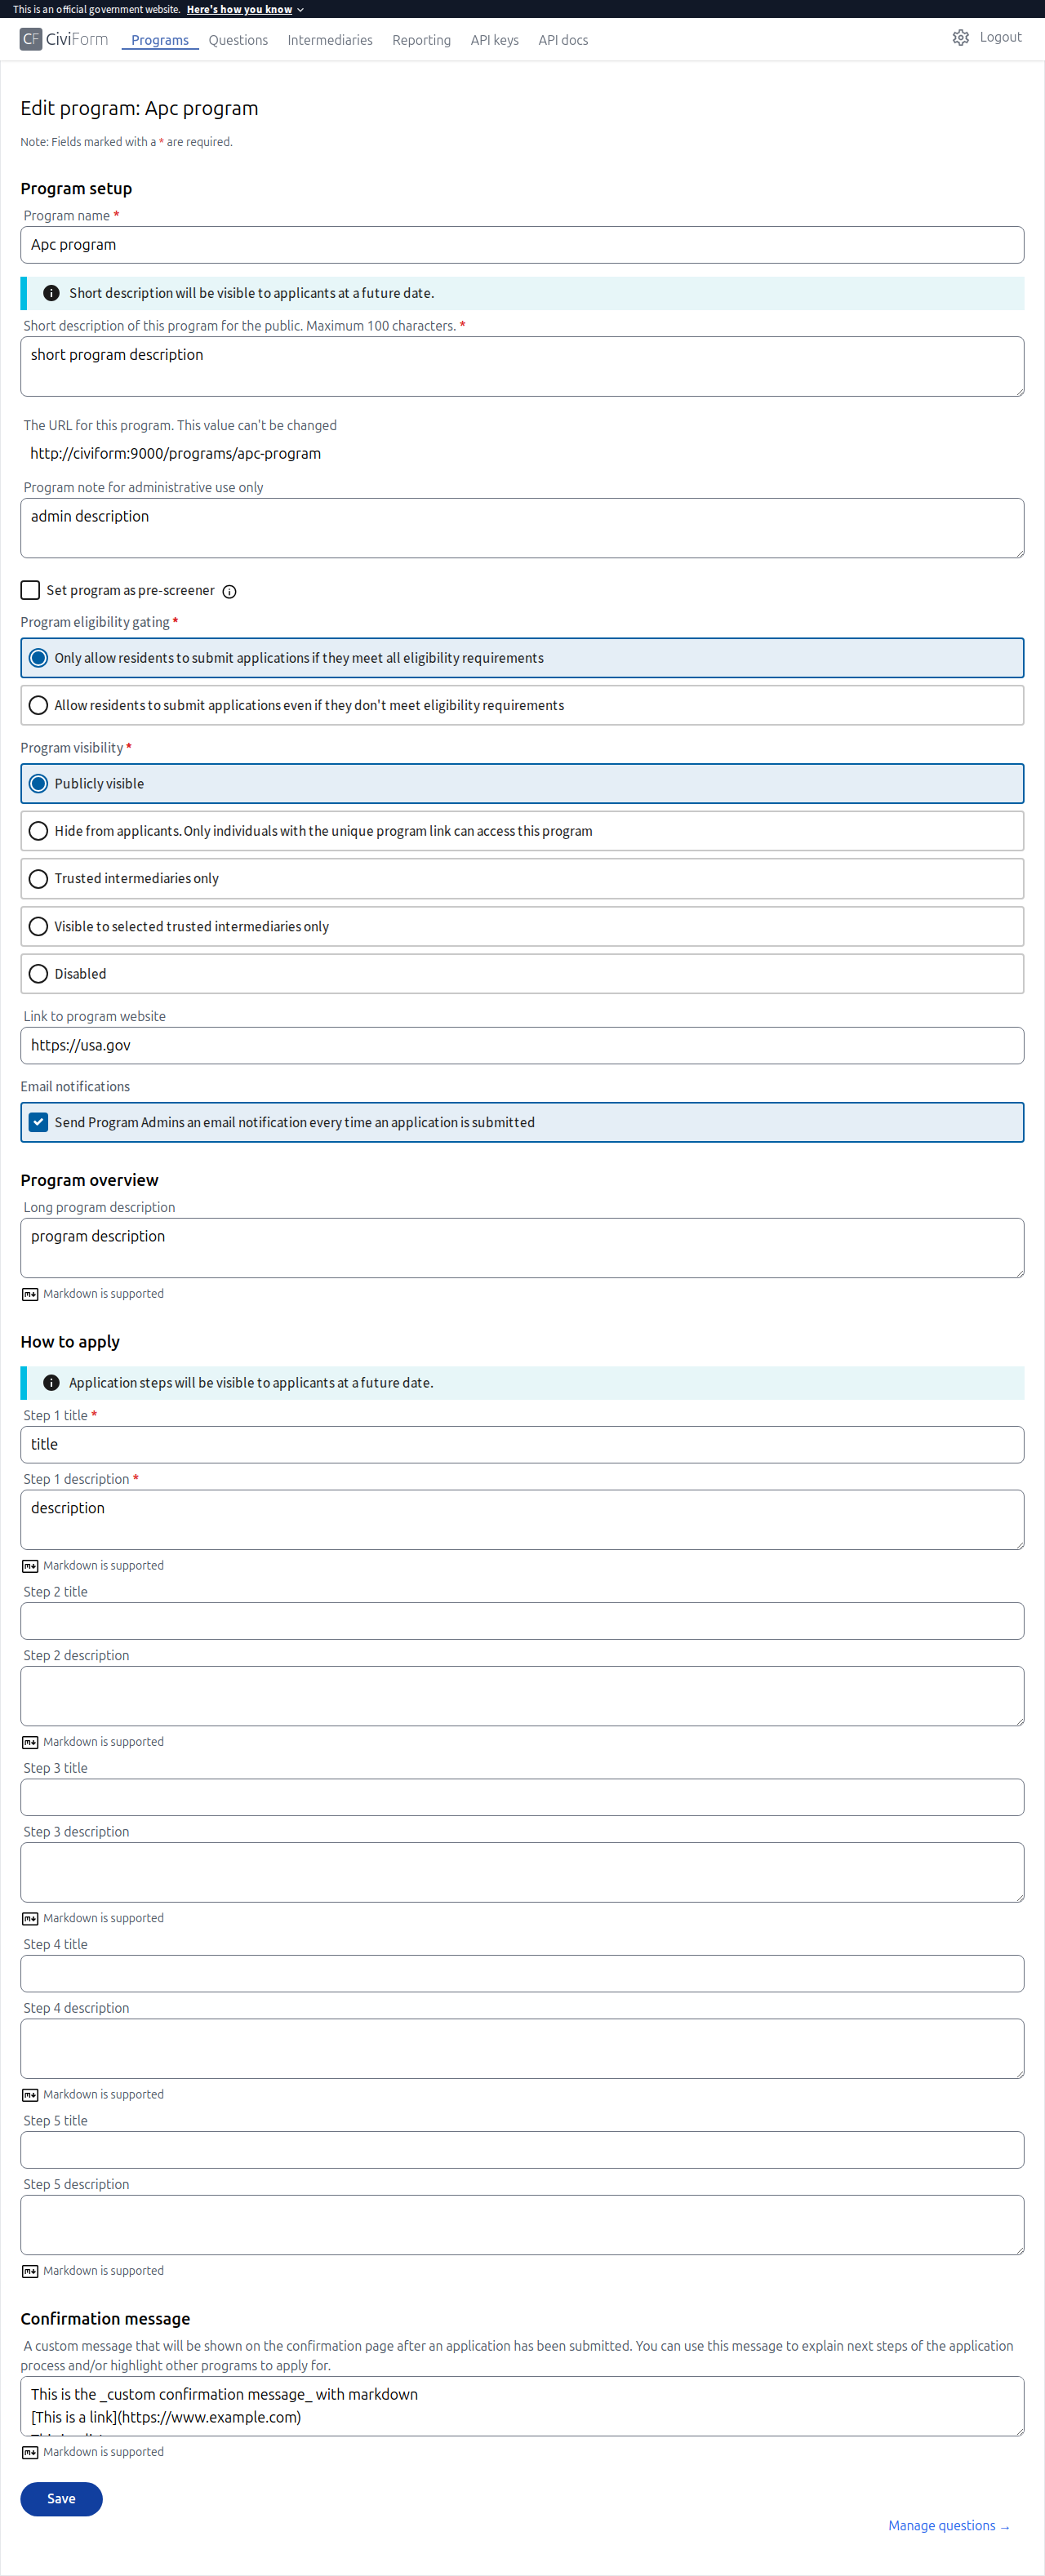 This is an official government website. Here's how you know
CF CiviForm Programs Questions Intermediaries Reporting API keys API docs Logout
Edit program: Apc program
Note: Fields marked with a * are required.
Program setup
Program name *
Apc program
Short description will be visible to applicants at a future date.
Short description of this program for the public. Maximum 100 characters. *
short program description
The URL for this program. This value can't be changed
http://civiform:9000/programs/apc-program
Program note for administrative use only
admin description
Set program as pre-screener
Program eligibility gating *
Only allow residents to submit applications if they meet all eligibility requirements
Allow residents to submit applications even if they don't meet eligibility requirements
Program visibility *
Publicly visible
Hide from applicants. Only individuals with the unique program link can access this program
Trusted intermediaries only
Visible to selected trusted intermediaries only
Disabled
Link to program website
https://usa.gov
Email notifications
Send Program Admins an email notification every time an application is submitted
Program overview
Long program description
program description
Markdown is supported
How to apply
Application steps will be visible to applicants at a future date.
Step 1 title *
title
Step 1 description *
description
Markdown is supported
Step 2 title
Step 2 description
Markdown is supported
Step 3 title
Step 3 description
Markdown is supported
Step 4 title
Step 4 description
Markdown is supported
Step 5 title
Step 5 description
Markdown is supported
Confirmation message
A custom message that will be shown on the confirmation page after an application has been submitted. You can use this message to explain next steps of the application
process and/or highlight other programs to apply for.
This is the _custom confirmation message_ with markdown
[This is a link](https://www.example.com)
Markdown is supported
Save
Manage questions →